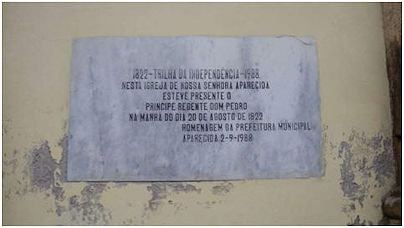 1822-TRILHA DA INDEPENDÊNCIA-1988
NESTA IGREJA DE NOSSA SENHORA APARECIDA
ESTEVE PRESENTE O
PRINCIPE REGENTE DOM PEDRO
NA MANHÃ DO DIA 20 DE AGOSTO DE 1822
HOMENAGEM DA PREFEITURA MUNICIPAL
APARECIDA 2-9-1988